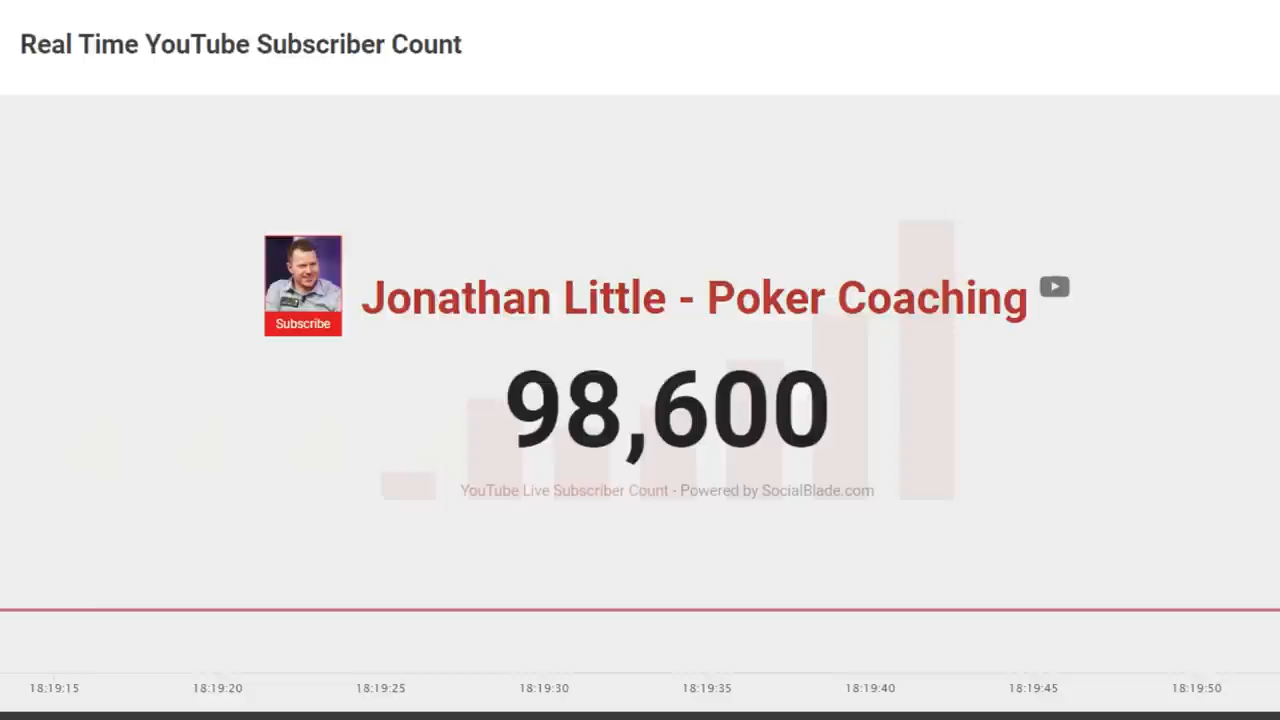 Real Time YouTube Subscriber Count
Jonathan Little - Poker Coaching
Subscribe
98,600
YouTube Live Subscriber Count - Powered by SocialBlade.com
18:19:15 18:19:20 18:19:25 18:19:30 18:19:35 18:19:40 18:19:45 18:19:50